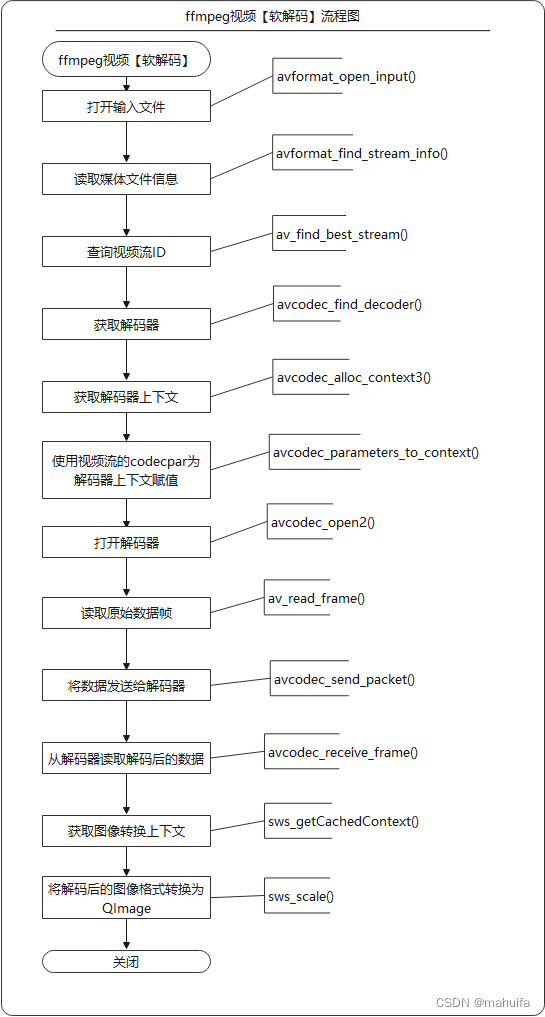 ffmpeg视频【软解码】流程图
ffmpeg视频【软解码】
avformat_open_input()
打开输入文件
avformat_find_stream_info()
读取媒体文件信息
av_find_best_stream()
查询视频流ID
avcodec_find_decoder()
获取解码器
avcodec_alloc_context3()
获取解码器上下文
avcodec_parameters_to_context()
使用视频流的codecpar为
解码器上下文赋值
avcodec_open2()
打开解码器
av_read_frame()
读取原始数据帧
avcodec_send_packet()
将数据发送给解码器
avcodec_receive_frame()
从解码器读取解码后的数据
sws_getCachedContext()
获取图像转换上下文
将解码后的图像格式转换为
QImage
sws_scale()
关闭
CSDN @mahuifa